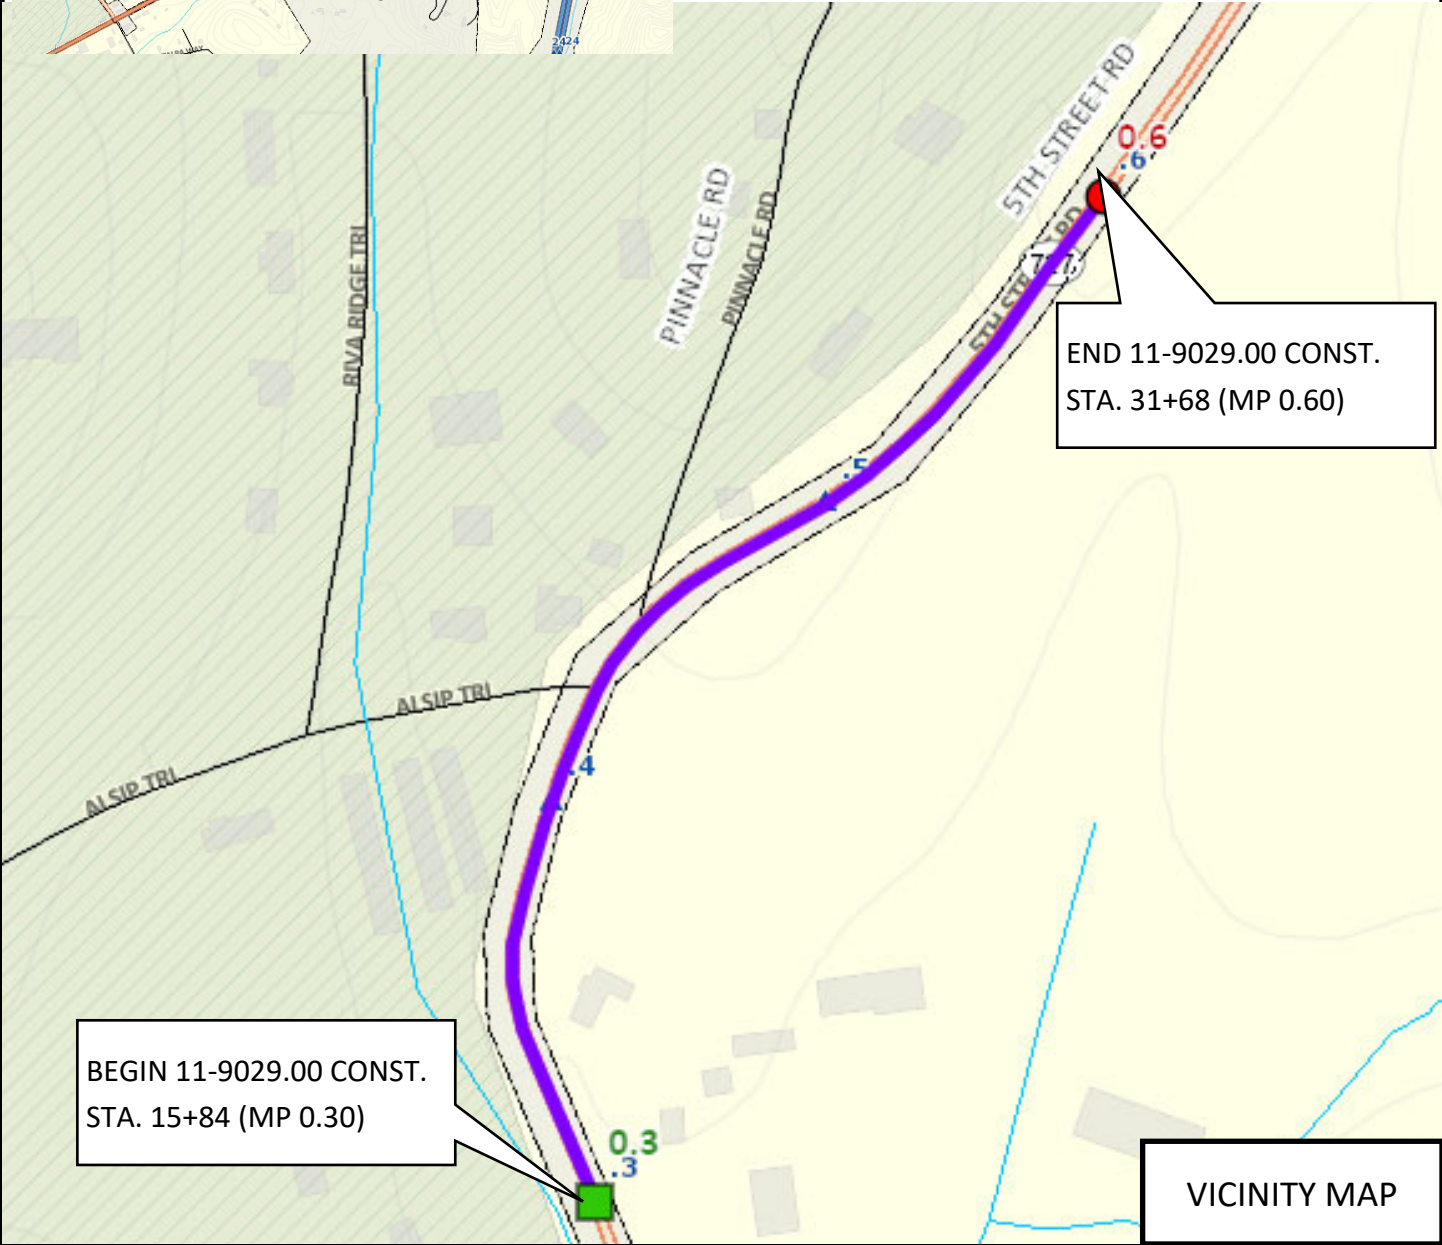 2424
5TH STREET RD
0.6
.6
PINNACLE RD
PINNACLE RD
RIVA RIDGE TRL
END 11-9029.00 CONST.
STA. 31+68 (MP 0.60)
.5
ALSIP TRL
.4
ALSIP TRL
BEGIN 11-9029.00 CONST.
STA. 15+84 (MP 0.30)
0.3
.3
VICINITY MAP